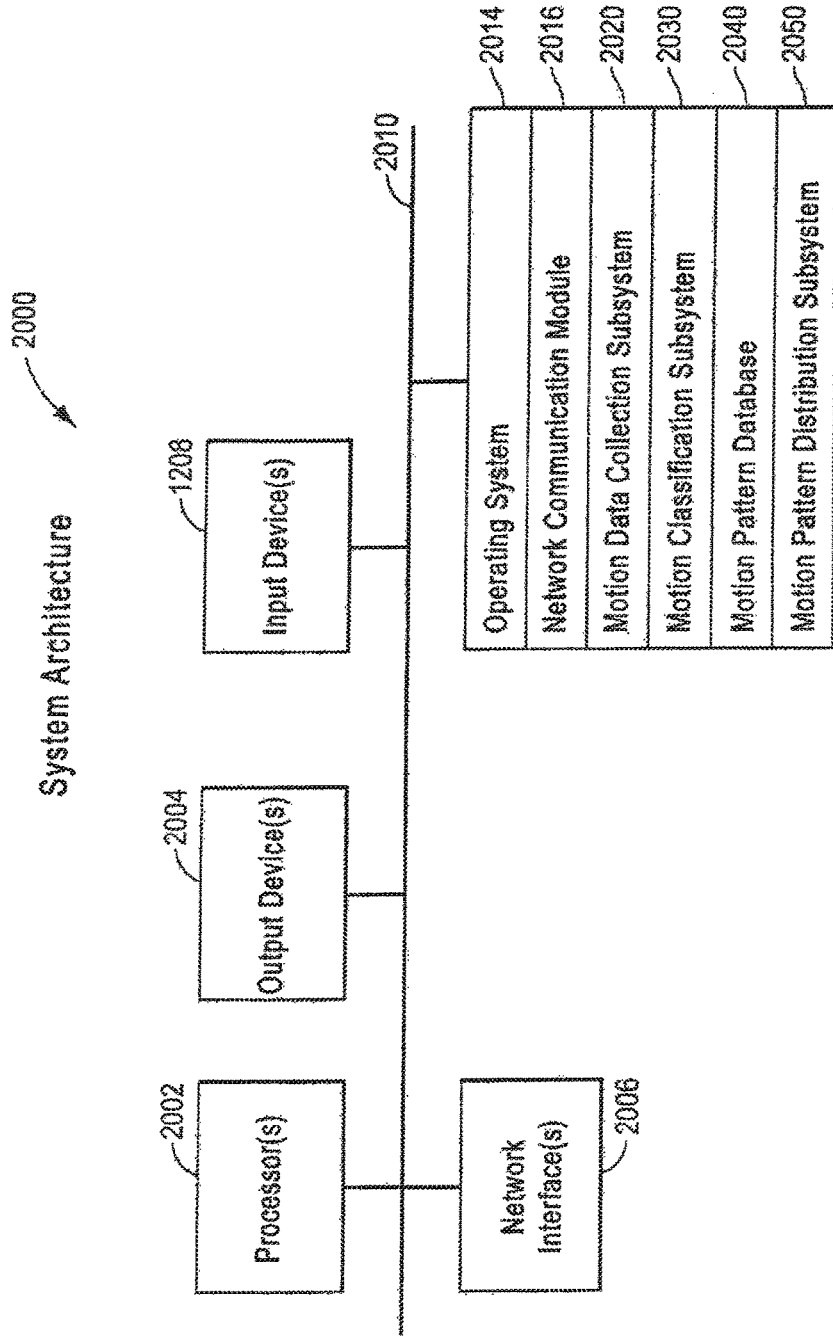 System Architecture
2000
2002
Processor(s)
2004
Output Device(s)
1208
Input Device(s)
2010
Network
Interface(s)
2006
Operating System
2014
Network Communication Module
2016
Motion Data Collection Subsystem
2020
Motion Classification Subsystem
2030
Motion Pattern Database
2040
Motion Pattern Distribution Subsystem
2050